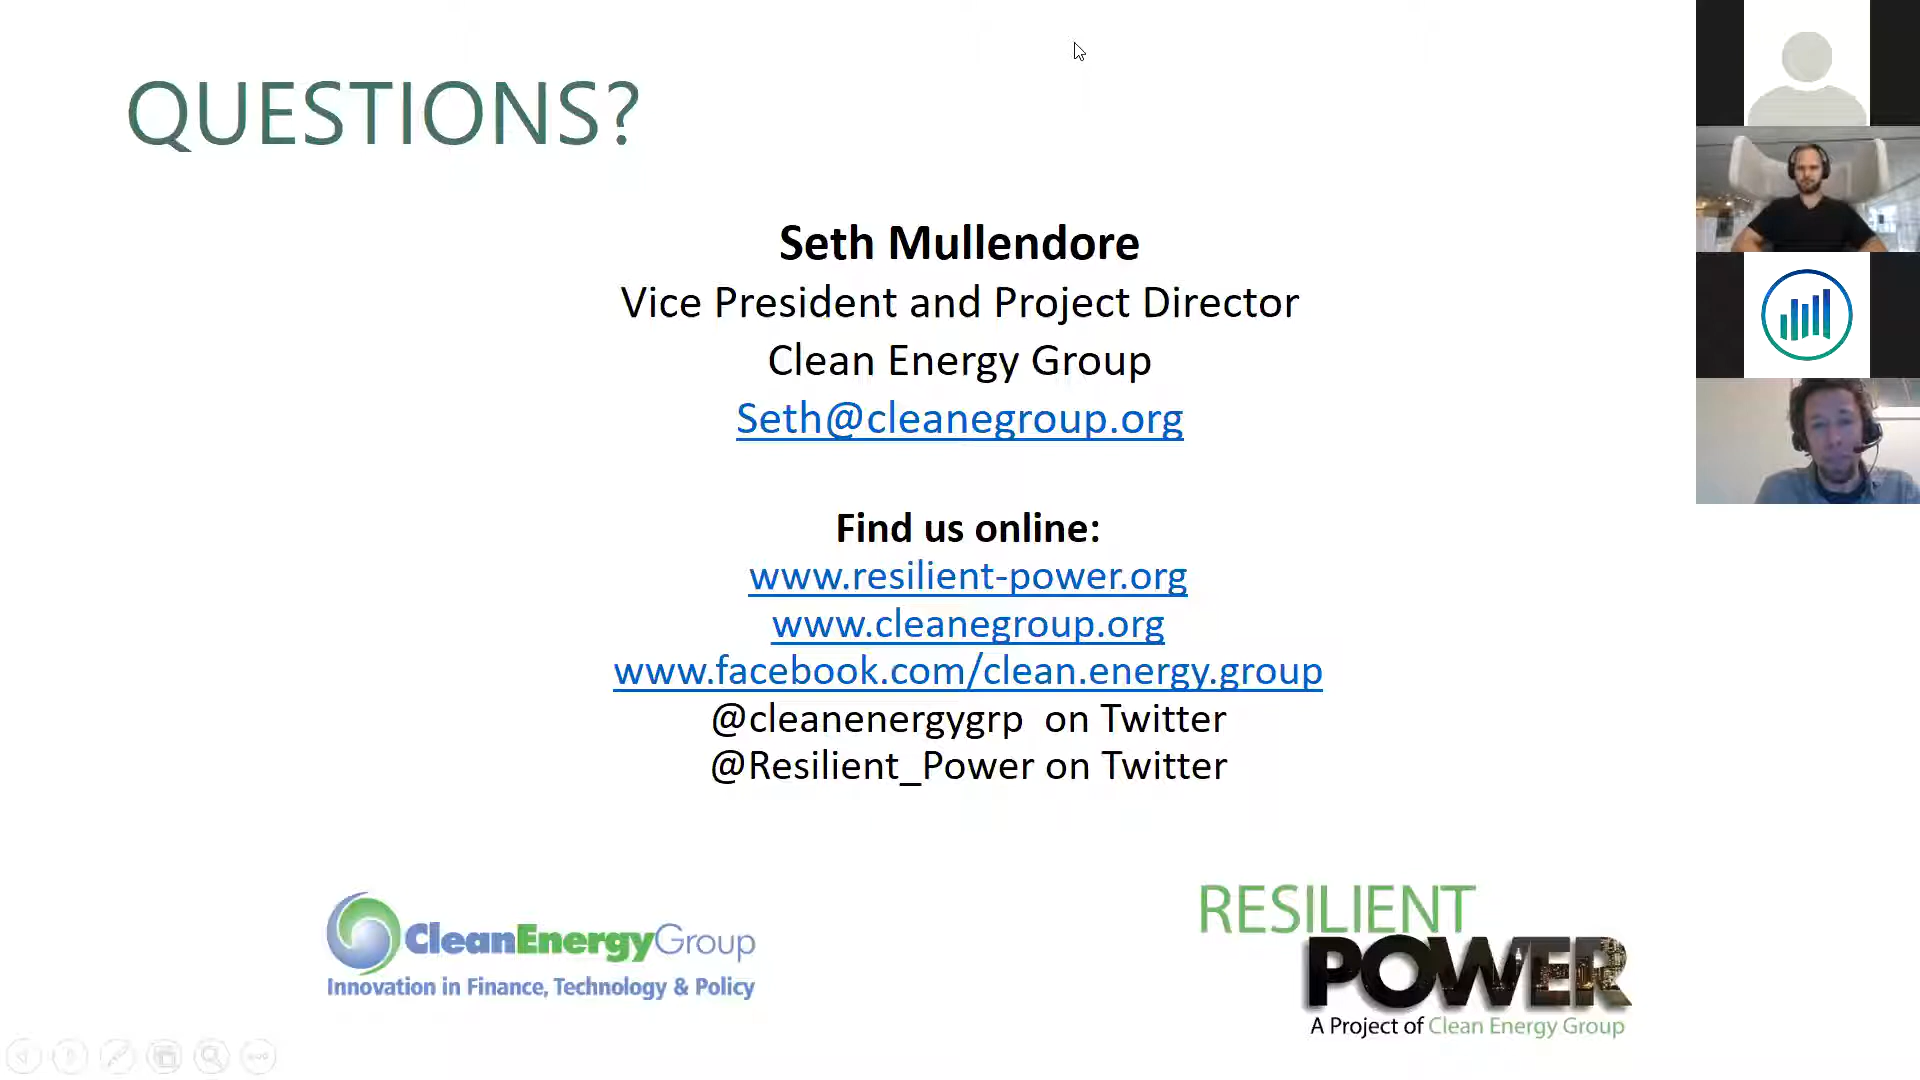 QUESTIONS?
Seth Mullendore
Vice President and Project Director
Clean Energy Group
Seth@cleanegroup.org
Find us online:
www.resilient-power.org
www.cleanegroup.org
www.facebook.com/clean.energy.group
@cleanenergygrp  on Twitter
@Resilient_Power on Twitter
CleanEnergyGroup
Innovation in Finance, Technology & Policy
RESILIENT
POWER
A Project of Clean Energy Group